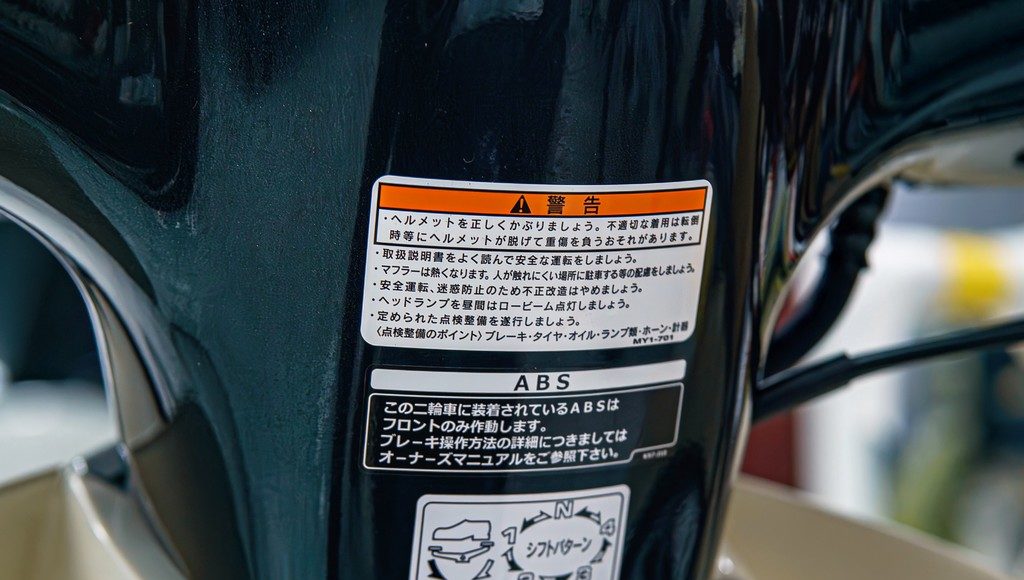 警告
・ヘルメットを正しくかぶりましょう。不適切な着用は転倒
時等にヘルメットが脱げて重傷を負うおそれがあります。
・取扱説明書をよく読んで安全な運転をしましょう。
・マフラーは熱くなります。人が触れにくい場所に駐車する等の配慮をしましょう。
・安全運転、迷惑防止のため不正改造はやめましょう。
・ヘッドランプを昼間はロービーム点灯しましょう。
・定められた点検整備を遂行しましょう。
〈点検整備のポイント〉ブレーキ・タイヤ・オイル・ランプ類・ホーン・計器
MY1-701
ABS
この二輪車に装着されているABSは
フロントのみ作動します。
ブレーキ操作方法の詳細につきましては
オーナーズマニュアルをご参照下さい。
N
1
4
シフトパターン